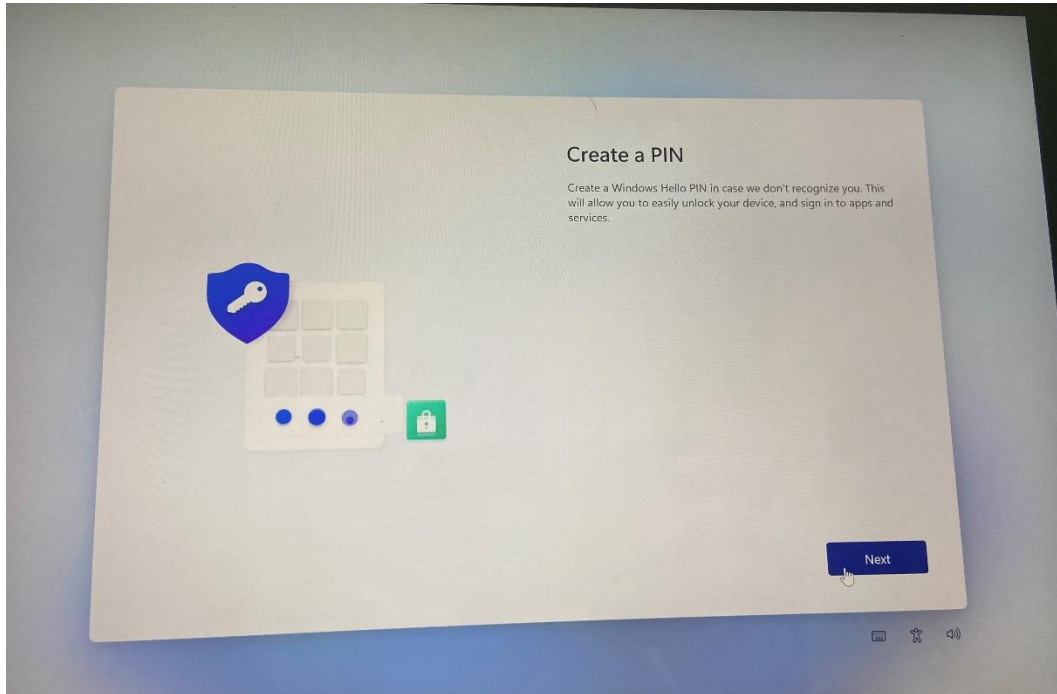 Create a PIN
Create a Windows Hello PIN in case we don't recognize you. This
will allow you to easily unlock your device, and sign in to apps and
services.
Next